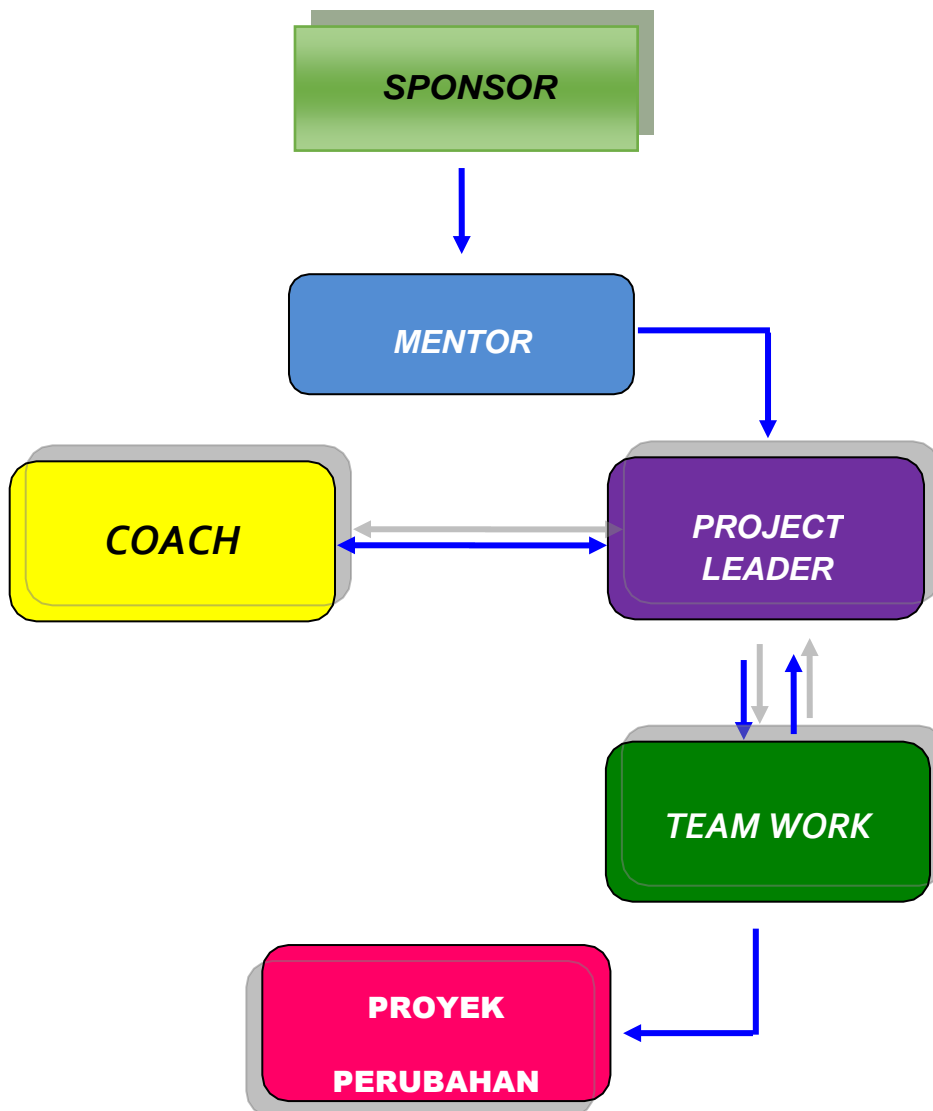 SPONSOR
MENTOR
COACH
PROJECT
LEADER
TEAM WORK
PROYEK
PERUBAHAN